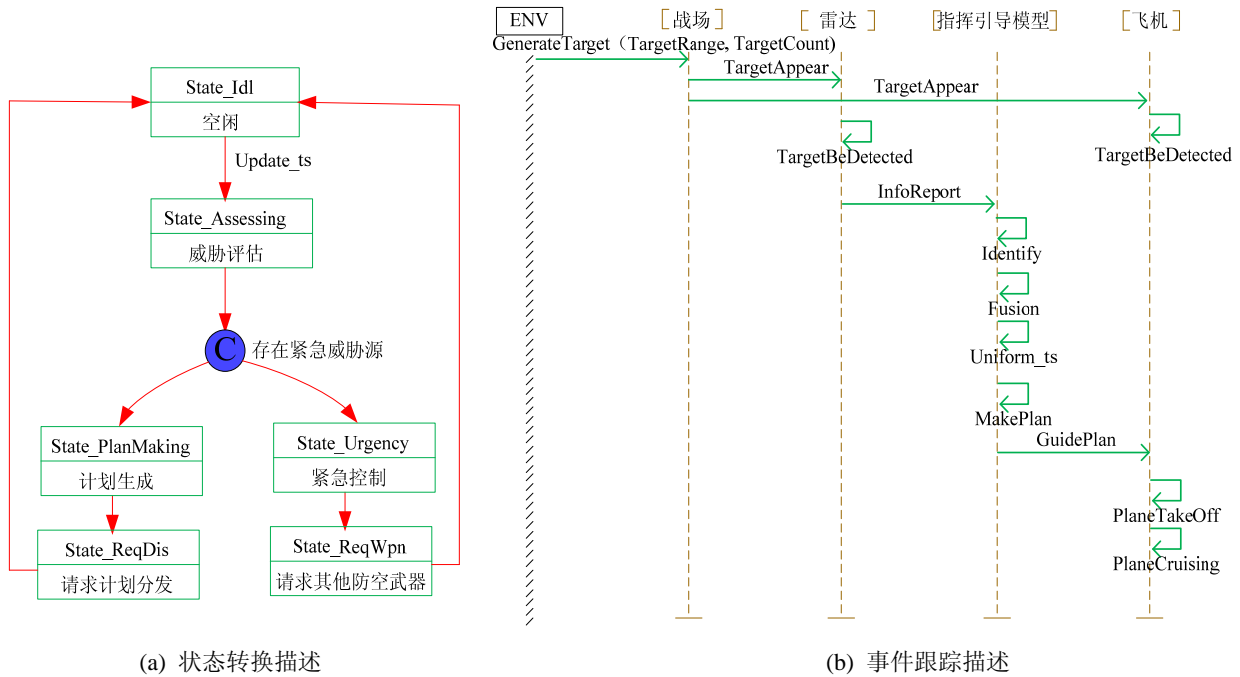 State_Idl
空闲
Update_ts
State_Assessing
威胁评估
C
存在紧急威胁源
State_PlanMaking
计划生成
State_Urgency
紧急控制
State_ReqDis
请求计划分发
State_ReqWpn
请求其他防空武器
(a) 状态转换描述
ENV
[战场]
[雷达]
[指挥引导模型]
[飞机]
GenerateTarget（TargetRange, TargetCount)
TargetAppear
TargetAppear
TargetBeDetected
TargetBeDetected
InfoReport
Identify
Fusion
Uniform_ts
MakePlan
GuidePlan
PlaneTakeOff
PlaneCruising
(b) 事件跟踪描述